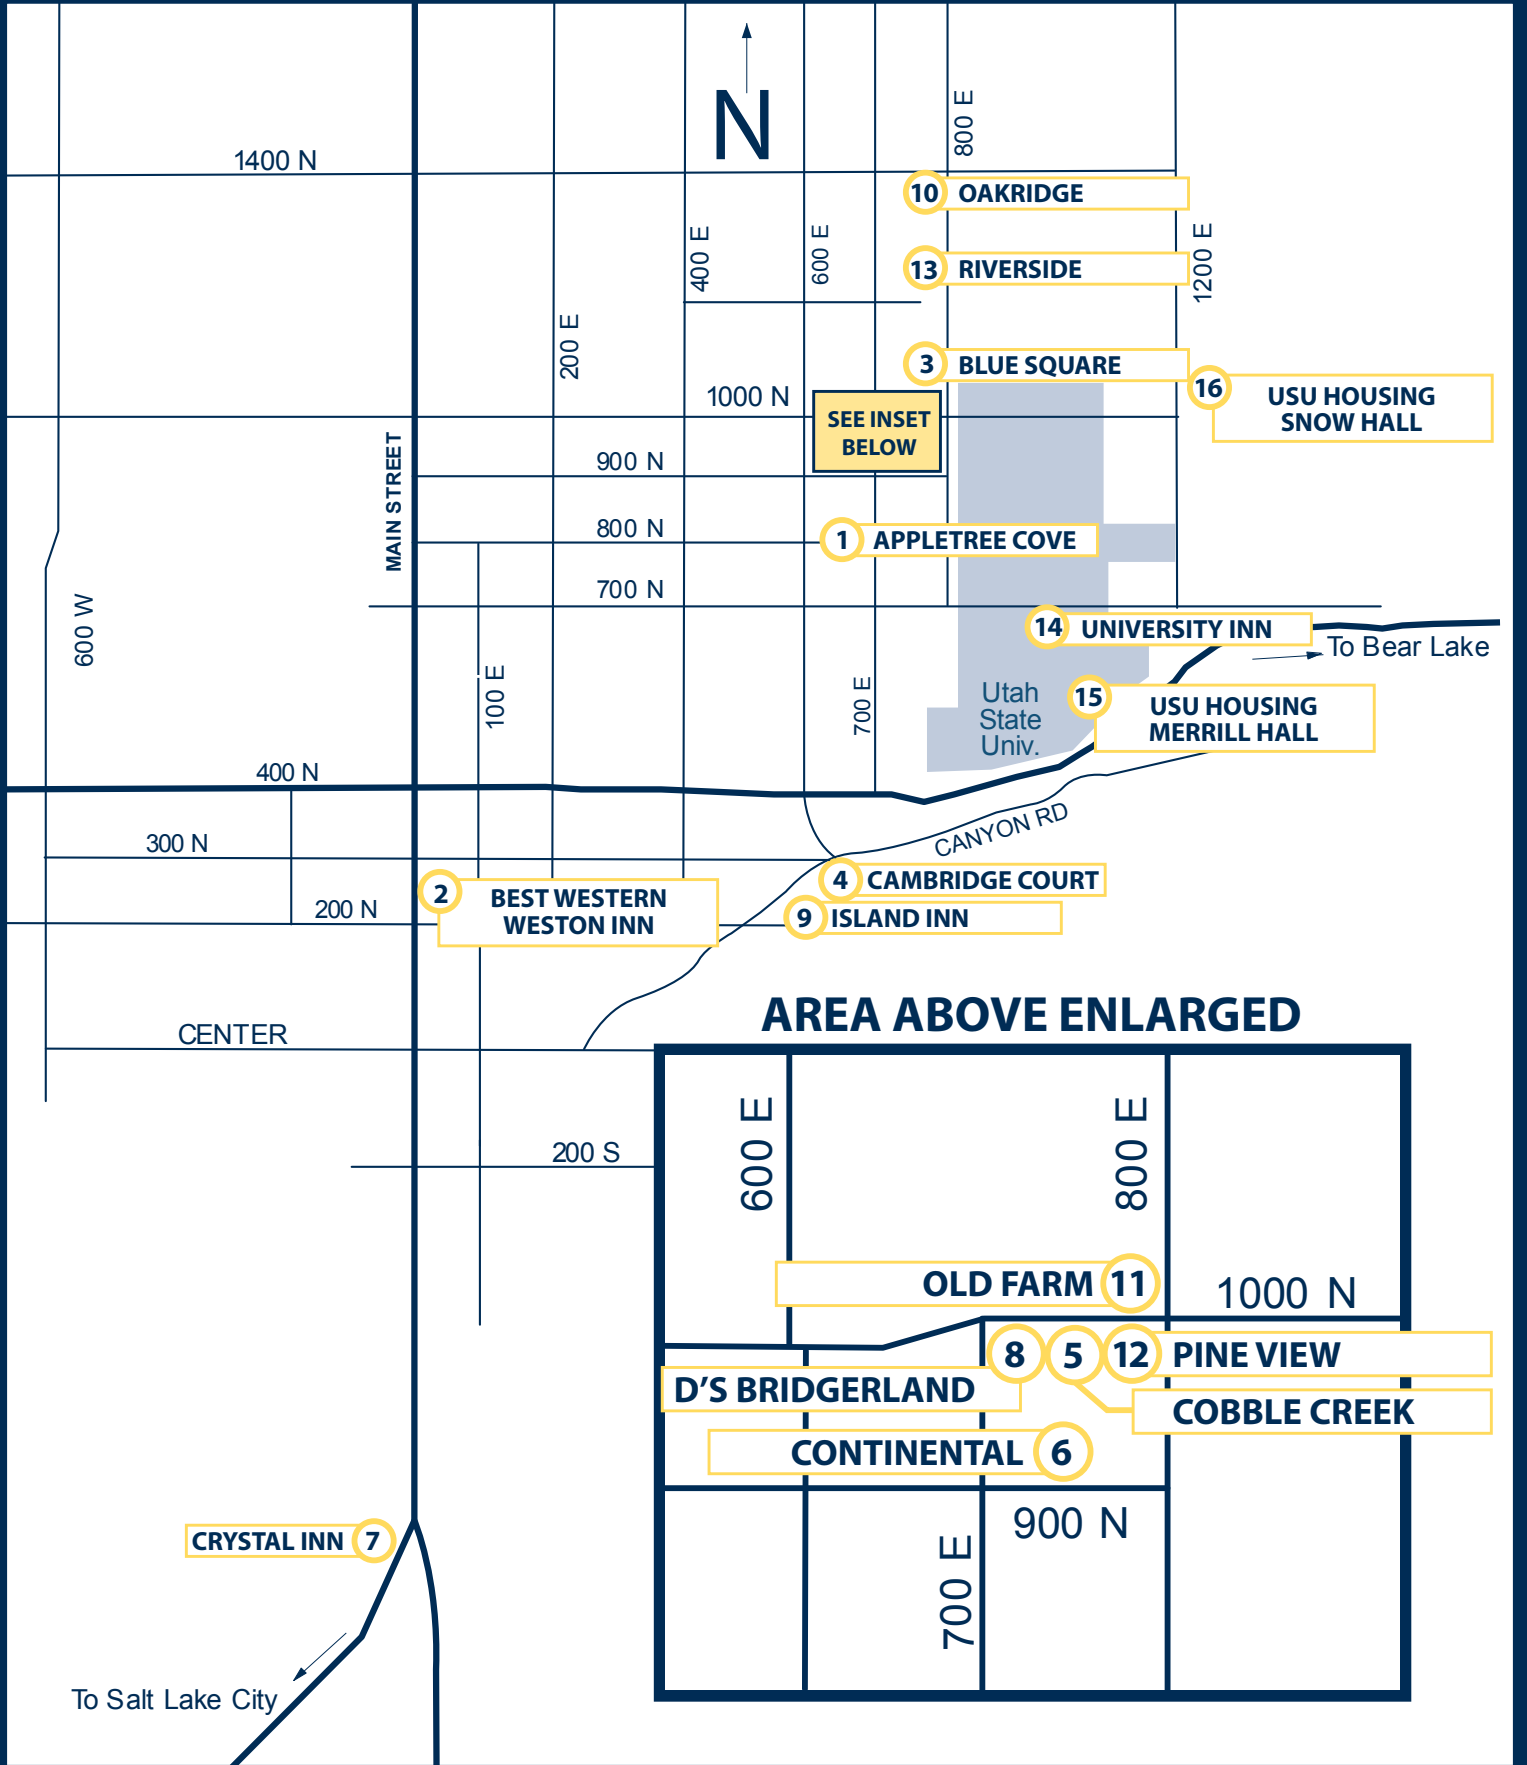 N
800 E
1400 N
10 OAKRIDGE
400 E
600 E
1200 E
13 RIVERSIDE
200 E
3 BLUE SQUARE
16 USU HOUSING
SNOW HALL
1000 N
SEE INSET
BELOW
MAIN STREET
900 N
800 N
1 APPLETREE COVE
700 N
600 W
14 UNIVERSITY INN
To Bear Lake
100 E
700 E
Utah
State
Univ.
15 USU HOUSING
MERRILL HALL
400 N
300 N
CANYON RD
4 CAMBRIDGE COURT
2 BEST WESTERN
WESTON INN
200 N
9 ISLAND INN
CENTER
200 S
AREA ABOVE ENLARGED
600 E
800 E
OLD FARM 11
1000 N
8 5 12 PINE VIEW
D'S BRIDGERLAND
COBBLE CREEK
CONTINENTAL 6
900 N
700 E
CRYSTAL INN 7
To Salt Lake City